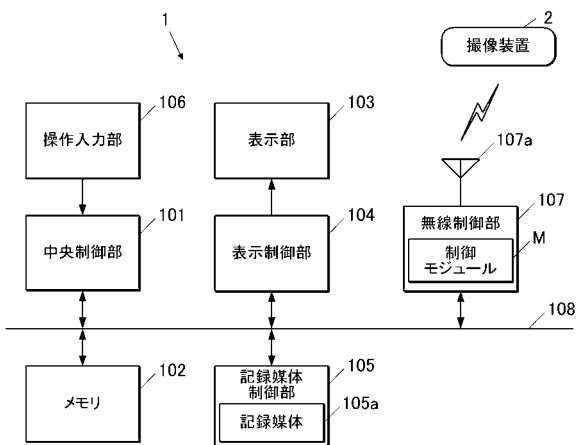 1
2
撮像装置
106
操作入力部
103
表示部
107a
101
中央制御部
104
表示制御部
107
無線制御部
制御
モジュール
M
108
102
メモリ
105
記録媒体
制御部
105a
記録媒体